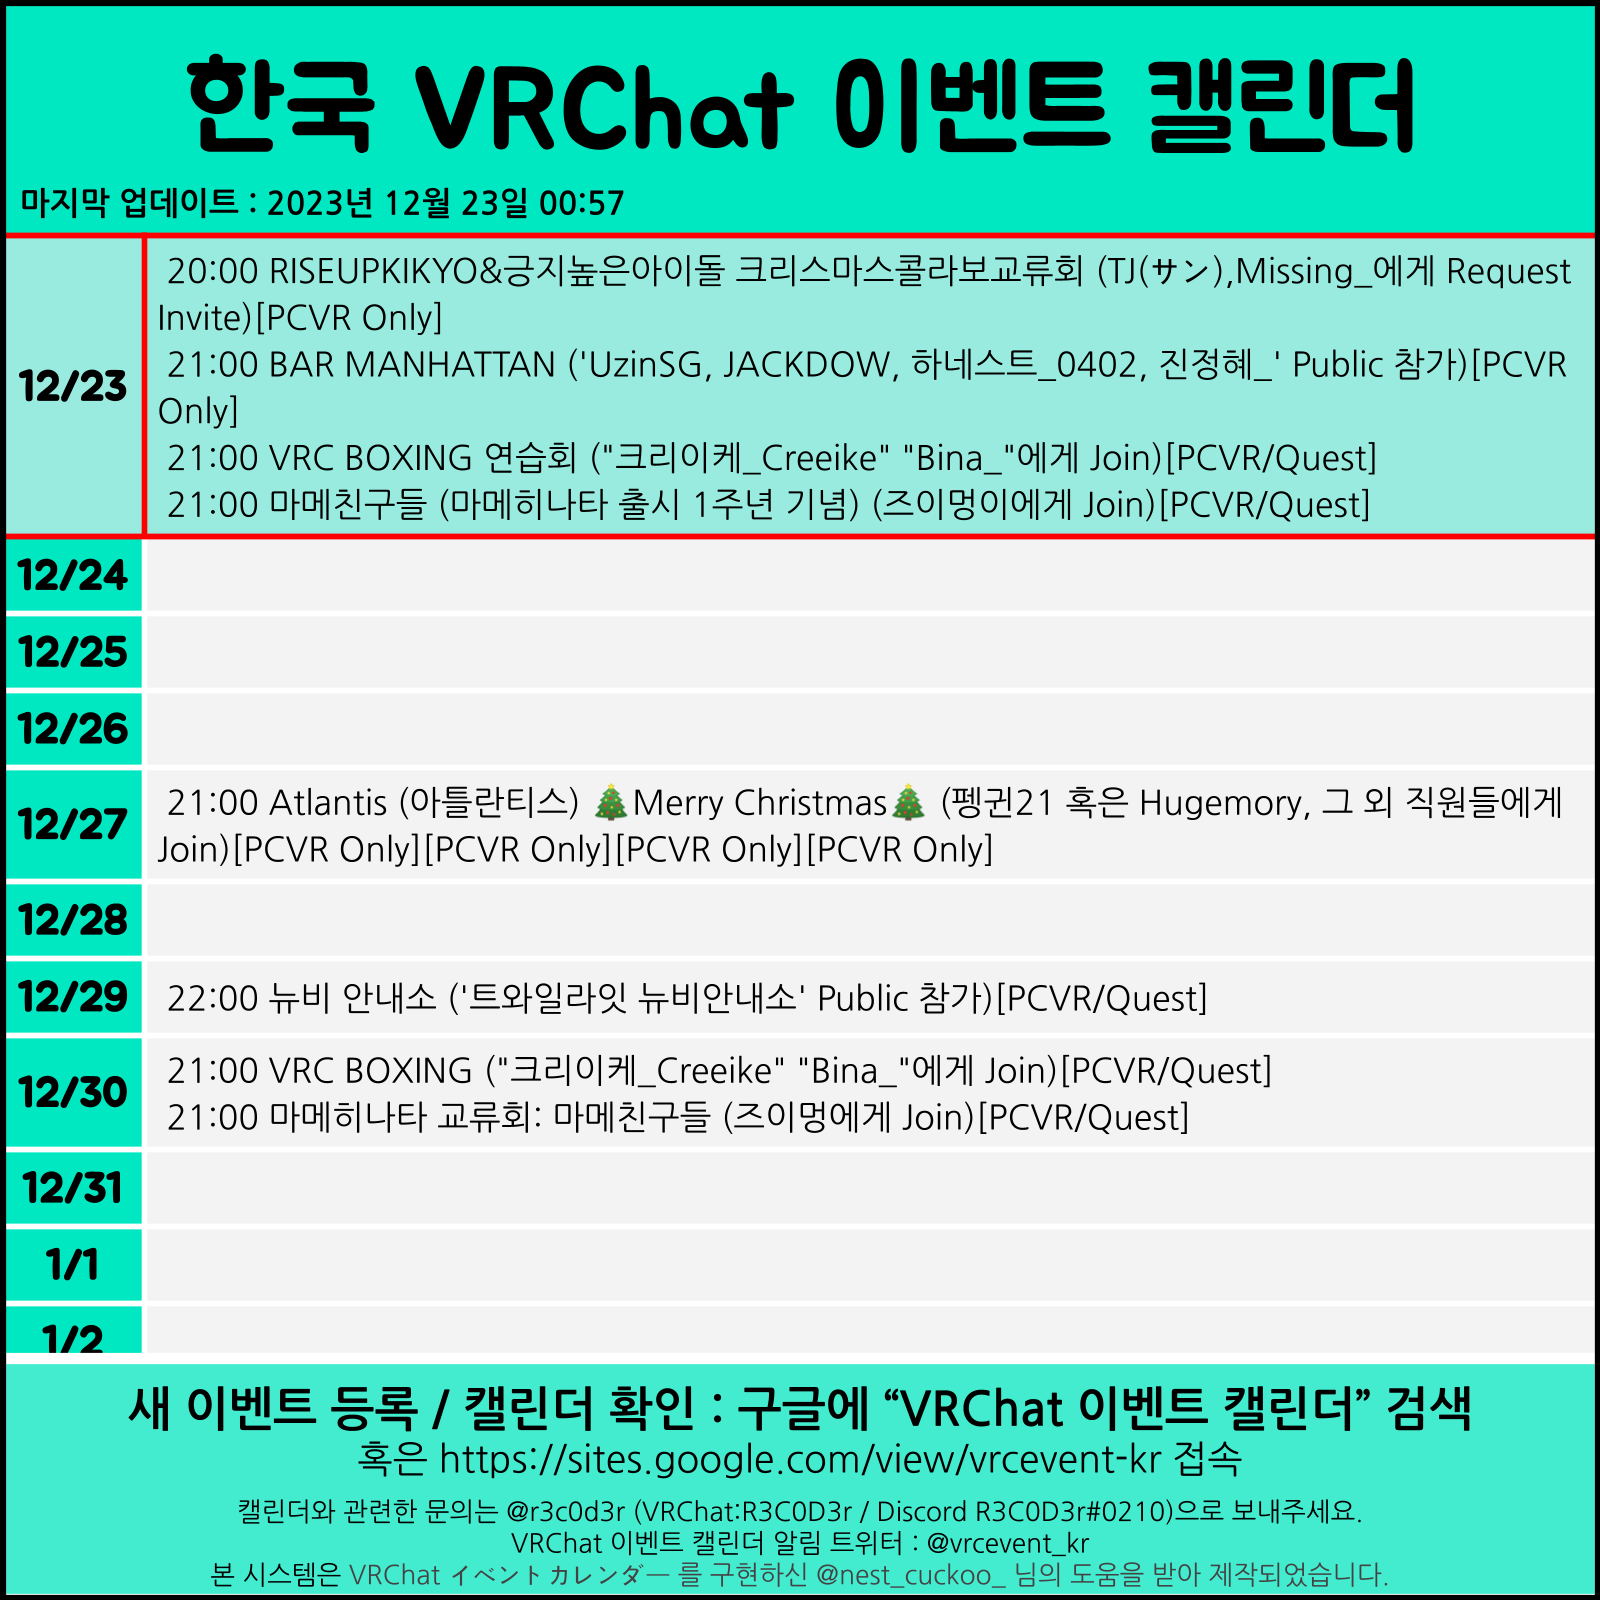 한국 VRChat 이벤트 캘린더
마지막 업데이트 : 2023년 12월 23일 00:57
12/23
20:00 RISEUPKIKYO&긍지높은아이돌 크리스마스콜라보교류회 (TJ(サン),Missing_에게 Request
Invite)[PCVR Only]
21:00 BAR MANHATTAN ('UzinSG, JACKDOW, 하네스트_0402, 진정혜_' Public 참가)[PCVR
Only]
21:00 VRC BOXING 연습회 ("크리이케_Creeike" "Bina_"에게 Join)[PCVR/Quest]
21:00 마메친구들 (마메히나타 출시 1주년 기념) (즈이멍이에게 Join)[PCVR/Quest]
12/24
12/25
12/26
12/27
21:00 Atlantis (아틀란티스) 🎄Merry Christmas🎄 (펭귄21 혹은 Hugemory, 그 외 직원들에게
Join)[PCVR Only][PCVR Only][PCVR Only][PCVR Only]
12/28
12/29
22:00 뉴비 안내소 ('트와일라잇 뉴비안내소' Public 참가)[PCVR/Quest]
12/30
21:00 VRC BOXING ("크리이케_Creeike" "Bina_"에게 Join)[PCVR/Quest]
21:00 마메히나타 교류회: 마메친구들 (즈이멍에게 Join)[PCVR/Quest]
12/31
1/1
1/2
새 이벤트 등록 / 캘린더 확인 : 구글에 “VRChat 이벤트 캘린더” 검색
혹은 https://sites.google.com/view/vrcevent-kr 접속
캘린더와 관련한 문의는 @r3c0d3r (VRChat:R3C0D3r / Discord R3C0D3r#0210)으로 보내주세요.
VRChat 이벤트 캘린더 알림 트위터 : @vrcevent_kr
본 시스템은 VRChat イベントカレンダー 를 구현하신 @nest_cuckoo_ 님의 도움을 받아 제작되었습니다.